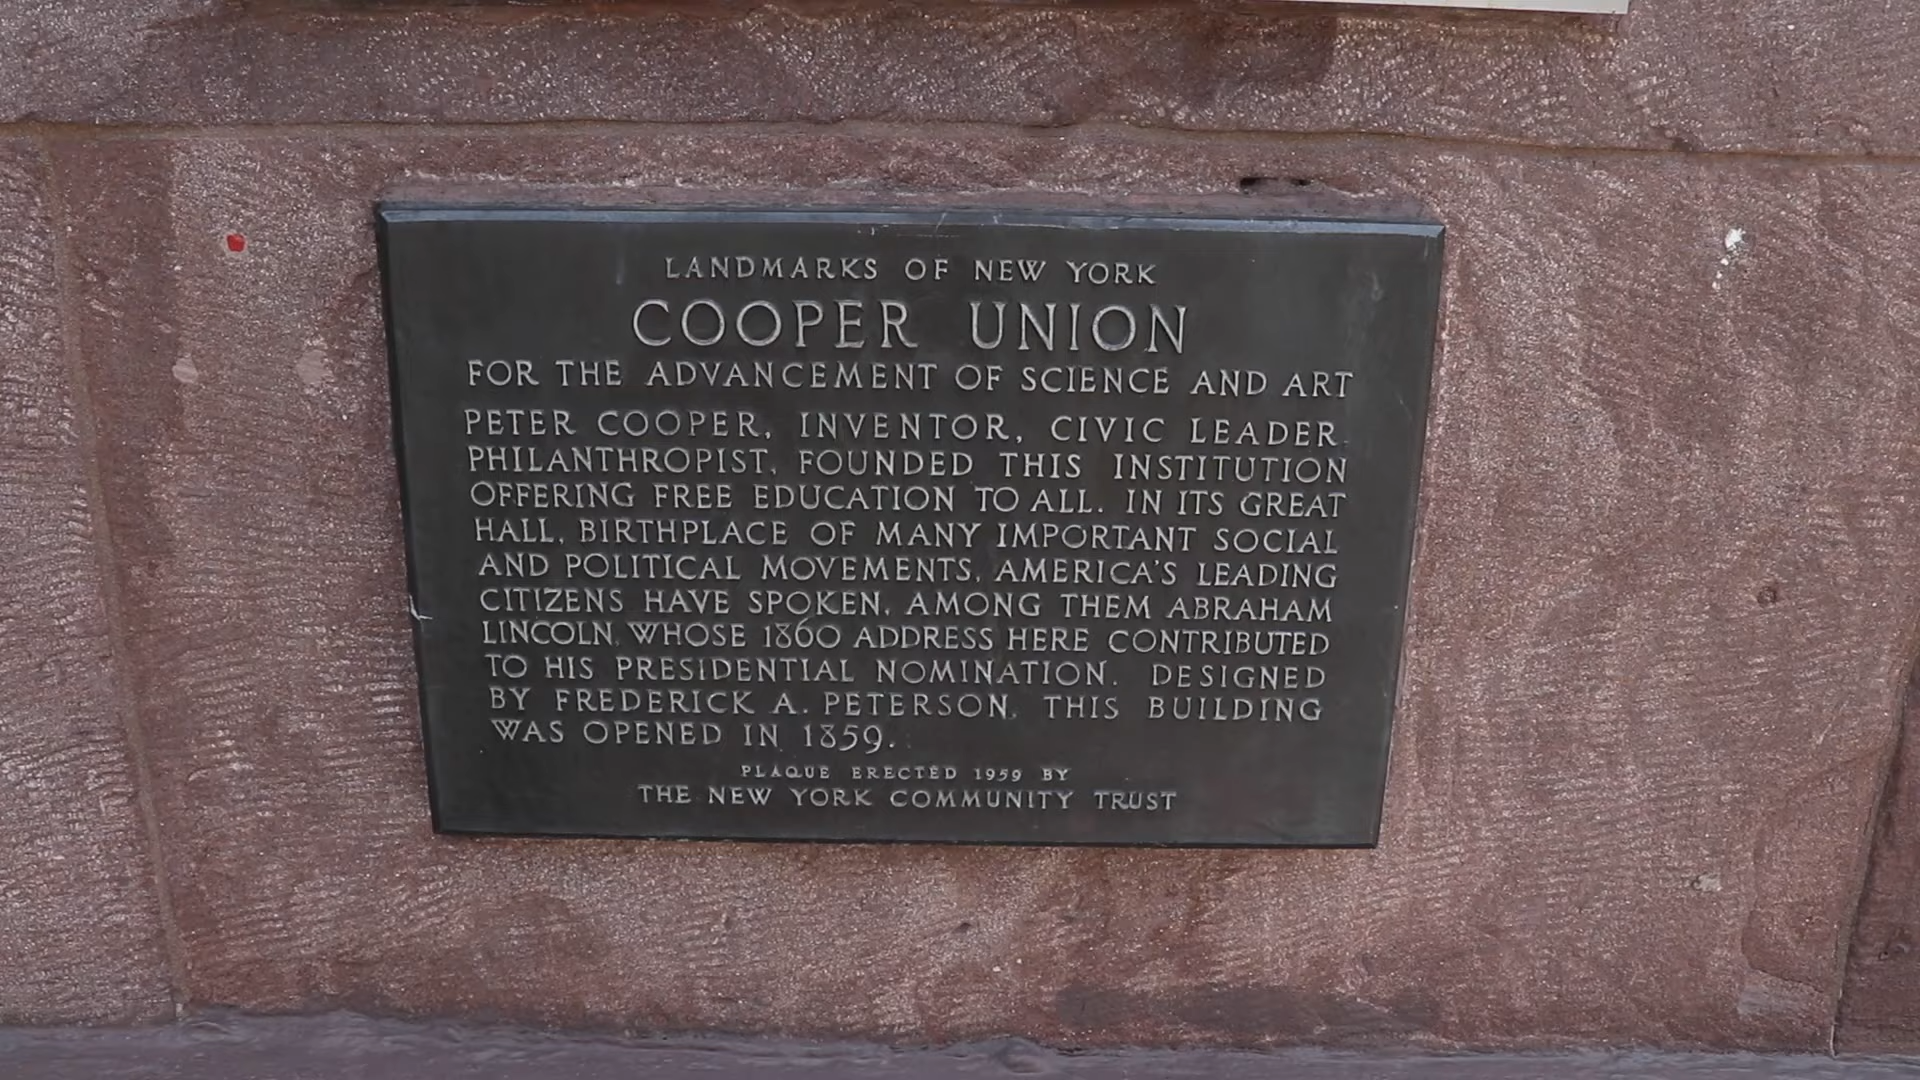 LANDMARKS OF NEW YORK
COOPER UNION
FOR THE ADVANCEMENT OF SCIENCE AND ART
PETER COOPER, INVENTOR, CIVIC LEADER
PHILANTHROPIST, FOUNDED THIS INSTITUTION
OFFERING FREE EDUCATION TO ALL. IN ITS GREAT
HALL, BIRTHPLACE OF MANY IMPORTANT SOCIAL
AND POLITICAL MOVEMENTS, AMERICA'S LEADING
CITIZENS HAVE SPOKEN, AMONG THEM ABRAHAM
LINCOLN, WHOSE 1860 ADDRESS HERE CONTRIBUTED
TO HIS PRESIDENTIAL NOMINATION. DESIGNED
BY FREDERICK A. PETERSON, THIS BUILDING
WAS OPENED IN 1859.
PLAQUE ERECTED 1959 BY
THE NEW YORK COMMUNITY TRUST